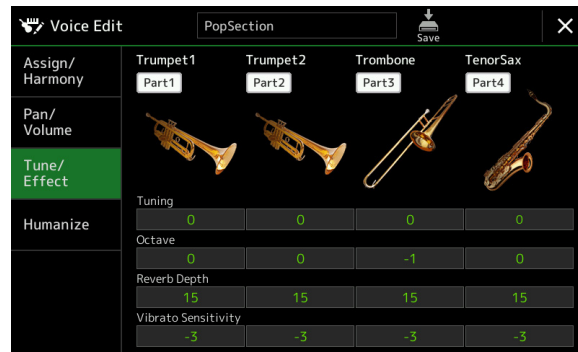 Voice Edit
PopSection
Save
Assign/
Harmony
Pan/
Volume
Tune/
Effect
Humanize
Trumpet1 Trumpet2 Trombone TenorSax
Part1 Part2 Part3 Part4
Tuning
0 0 0 0
Octave
0 0 -1 0
Reverb Depth
15 15 15 15
Vibrato Sensitivity
-3 -3 -3 -3